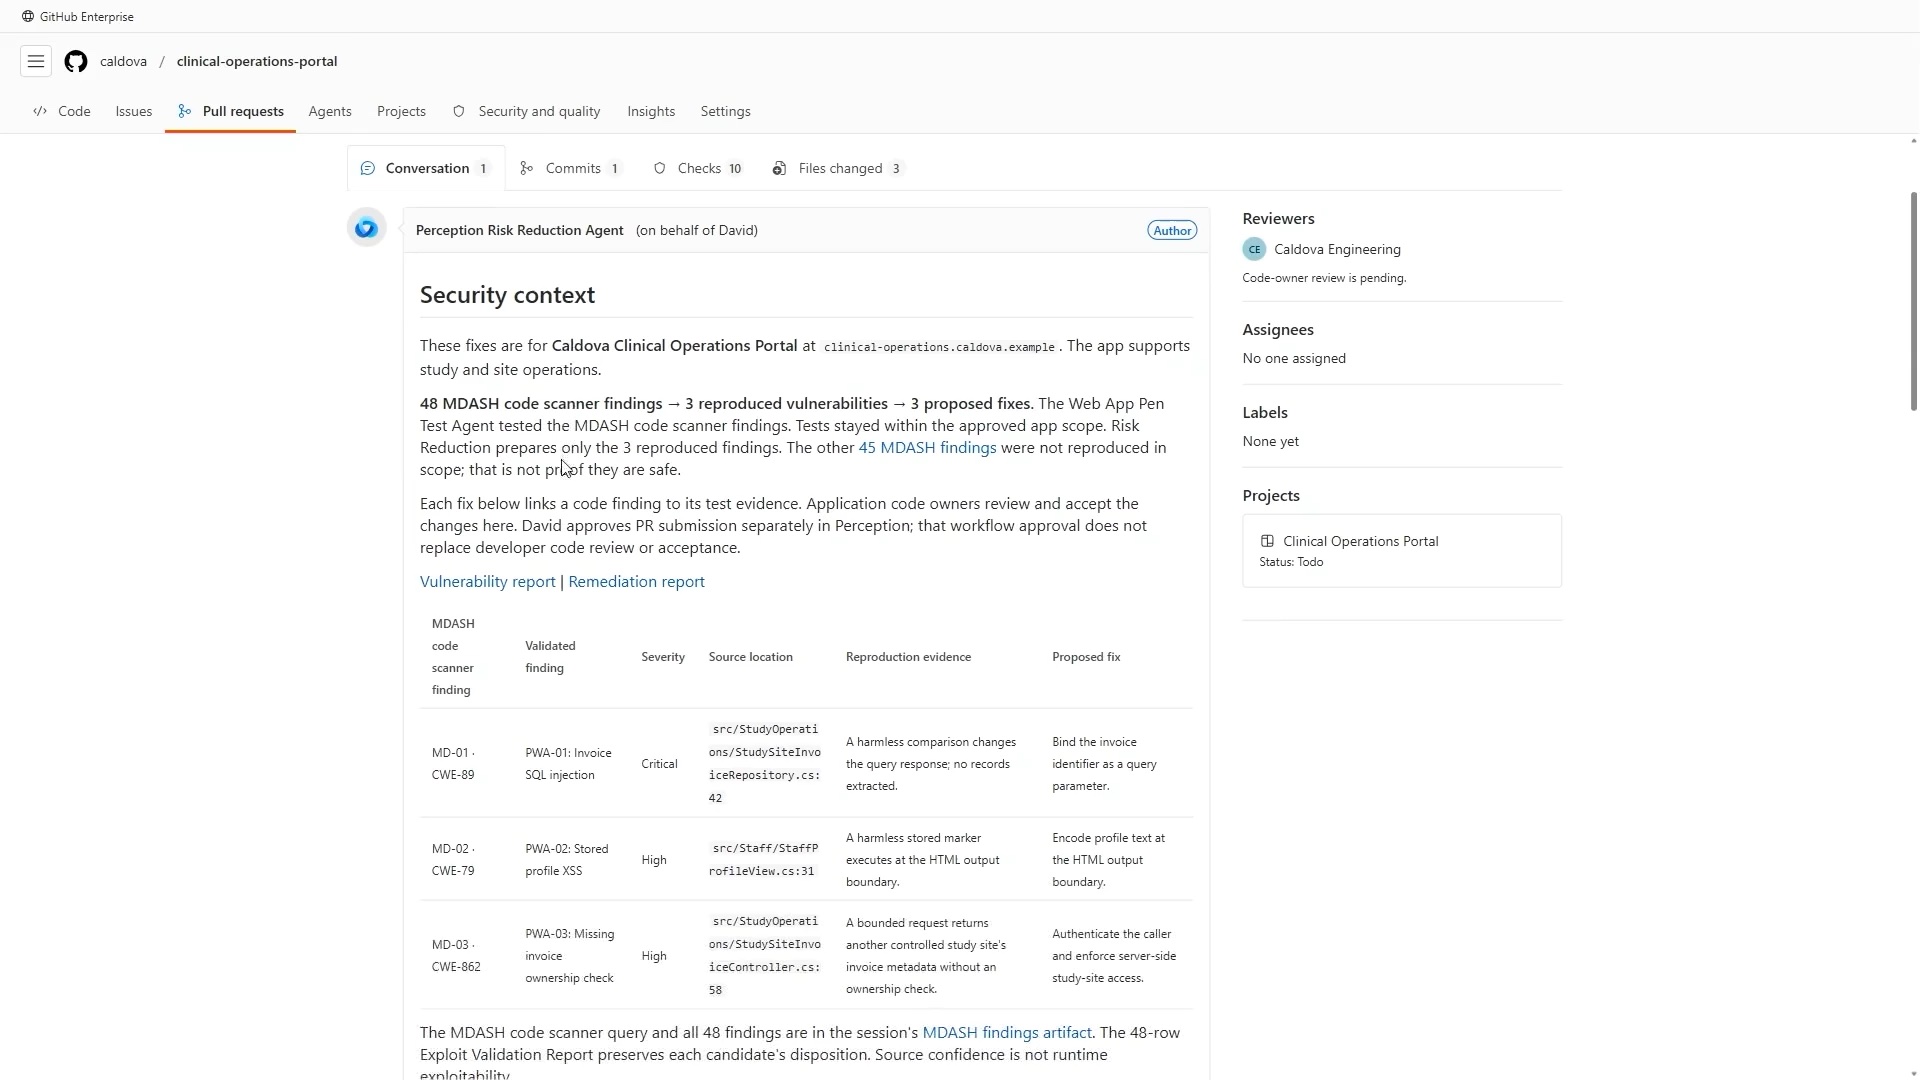 GitHub Enterprise
caldova / clinical-operations-portal
Code Issues Pull requests Agents Projects Security and quality Insights Settings
Conversation 1 Commits 1 Checks 10 Files changed 3
Perception Risk Reduction Agent (on behalf of David) Author
Security context
These fixes are for Caldova Clinical Operations Portal at clinical-operations.caldova.example. The app supports
study and site operations.
48 MDASH code scanner findings → 3 reproduced vulnerabilities → 3 proposed fixes. The Web App Pen
Test Agent tested the MDASH code scanner findings. Tests stayed within the approved app scope. Risk
Reduction prepares only the 3 reproduced findings. The other 45 MDASH findings were not reproduced in
scope; that is not proof they are safe.
Each fix below links a code finding to its test evidence. Application code owners review and accept the
changes here. David approves PR submission separately in Perception; that workflow approval does not
replace developer code review or acceptance.
Vulnerability report | Remediation report
MDASH
code
scanner
finding
Validated
finding
Severity
Source location
Reproduction evidence
Proposed fix
MD-01 ·
CWE-89
PWA-01: Invoice
SQL injection
Critical
src/StudyOperati
ons/StudySiteInvo
iceRepository.cs:
42
A harmless comparison changes
the query response; no records
extracted.
Bind the invoice
identifier as a query
parameter.
MD-02 ·
CWE-79
PWA-02: Stored
profile XSS
High
src/Staff/StaffP
rofileView.cs:31
A harmless stored marker
executes at the HTML output
boundary.
Encode profile text at
the HTML output
boundary.
MD-03 ·
CWE-862
PWA-03: Missing
invoice
ownership check
High
src/StudyOperati
ons/StudySiteInvo
iceController.cs:
58
A bounded request returns
another controlled study site's
invoice metadata without an
ownership check.
Authenticate the caller
and enforce server-side
study-site access.
The MDASH code scanner query and all 48 findings are in the session's MDASH findings artifact. The 48-row
Exploit Validation Report preserves each candidate's disposition. Source confidence is not runtime
exploitability.
Reviewers
CE Caldova Engineering
Code-owner review is pending.
Assignees
No one assigned
Labels
None yet
Projects
Clinical Operations Portal
Status: Todo